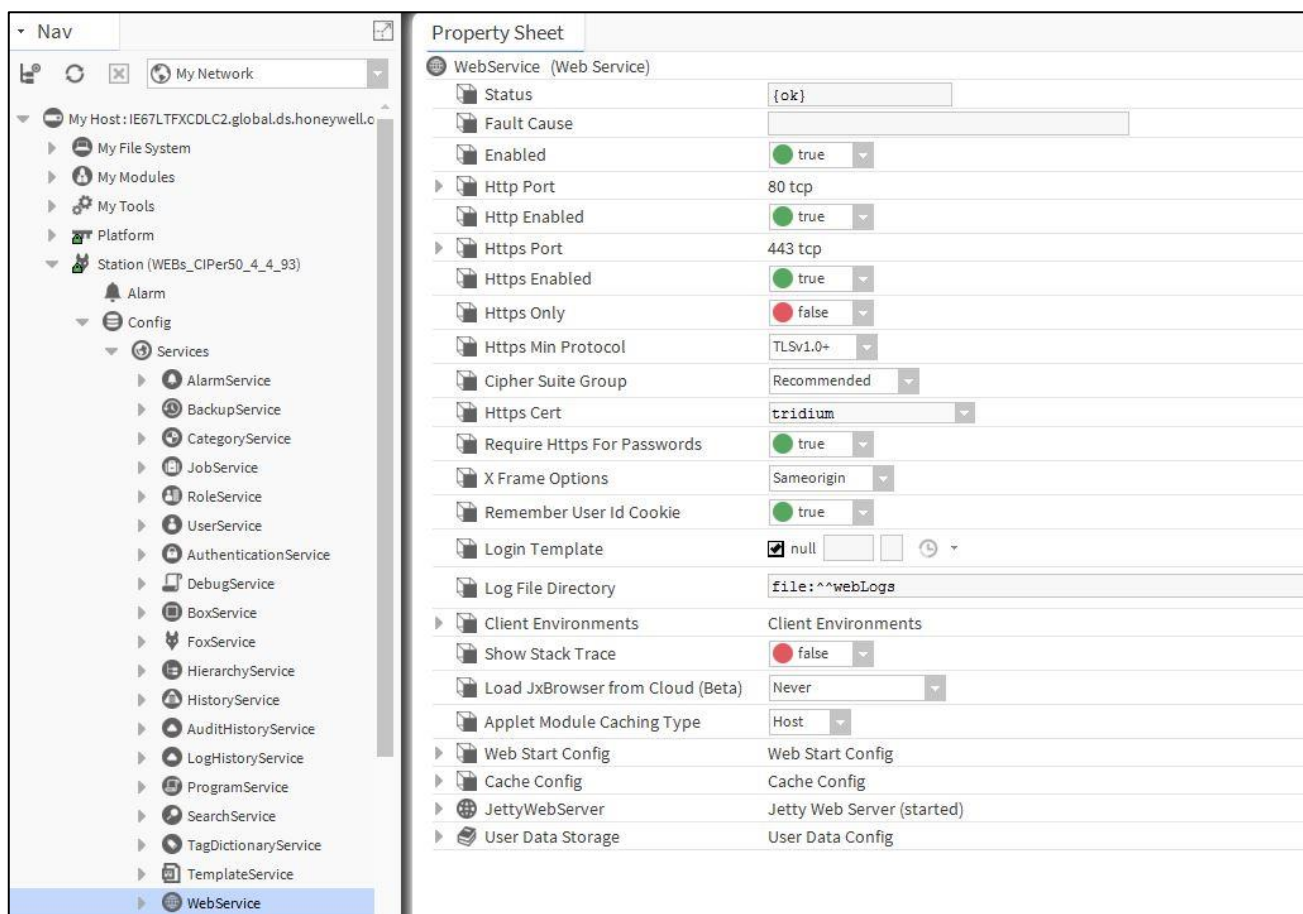 Nav
My Network
My Host : IE67LTFXCDLC2.global.ds.honeywell.c
My File System
My Modules
My Tools
Platform
Station (WEBs_CIPer50_4_4_93)
Alarm
Config
Services
AlarmService
BackupService
CategoryService
JobService
RoleService
UserService
AuthenticationService
DebugService
BoxService
FoxService
HierarchyService
HistoryService
AuditHistoryService
LogHistoryService
ProgramService
SearchService
TagDictionaryService
TemplateService
WebService
Property Sheet
WebService (Web Service)
Status {ok}
Fault Cause
Enabled true
Http Port 80 tcp
Http Enabled true
Https Port 443 tcp
Https Enabled true
Https Only false
Https Min Protocol TLSv1.0+
Cipher Suite Group Recommended
Https Cert tridium
Require Https For Passwords true
X Frame Options Sameorigin
Remember User Id Cookie true
Login Template null
Log File Directory file:^^webLogs
Client Environments Client Environments
Show Stack Trace false
Load JxBrowser from Cloud (Beta) Never
Applet Module Caching Type Host
Web Start Config Web Start Config
Cache Config Cache Config
JettyWebServer Jetty Web Server (started)
User Data Storage User Data Config